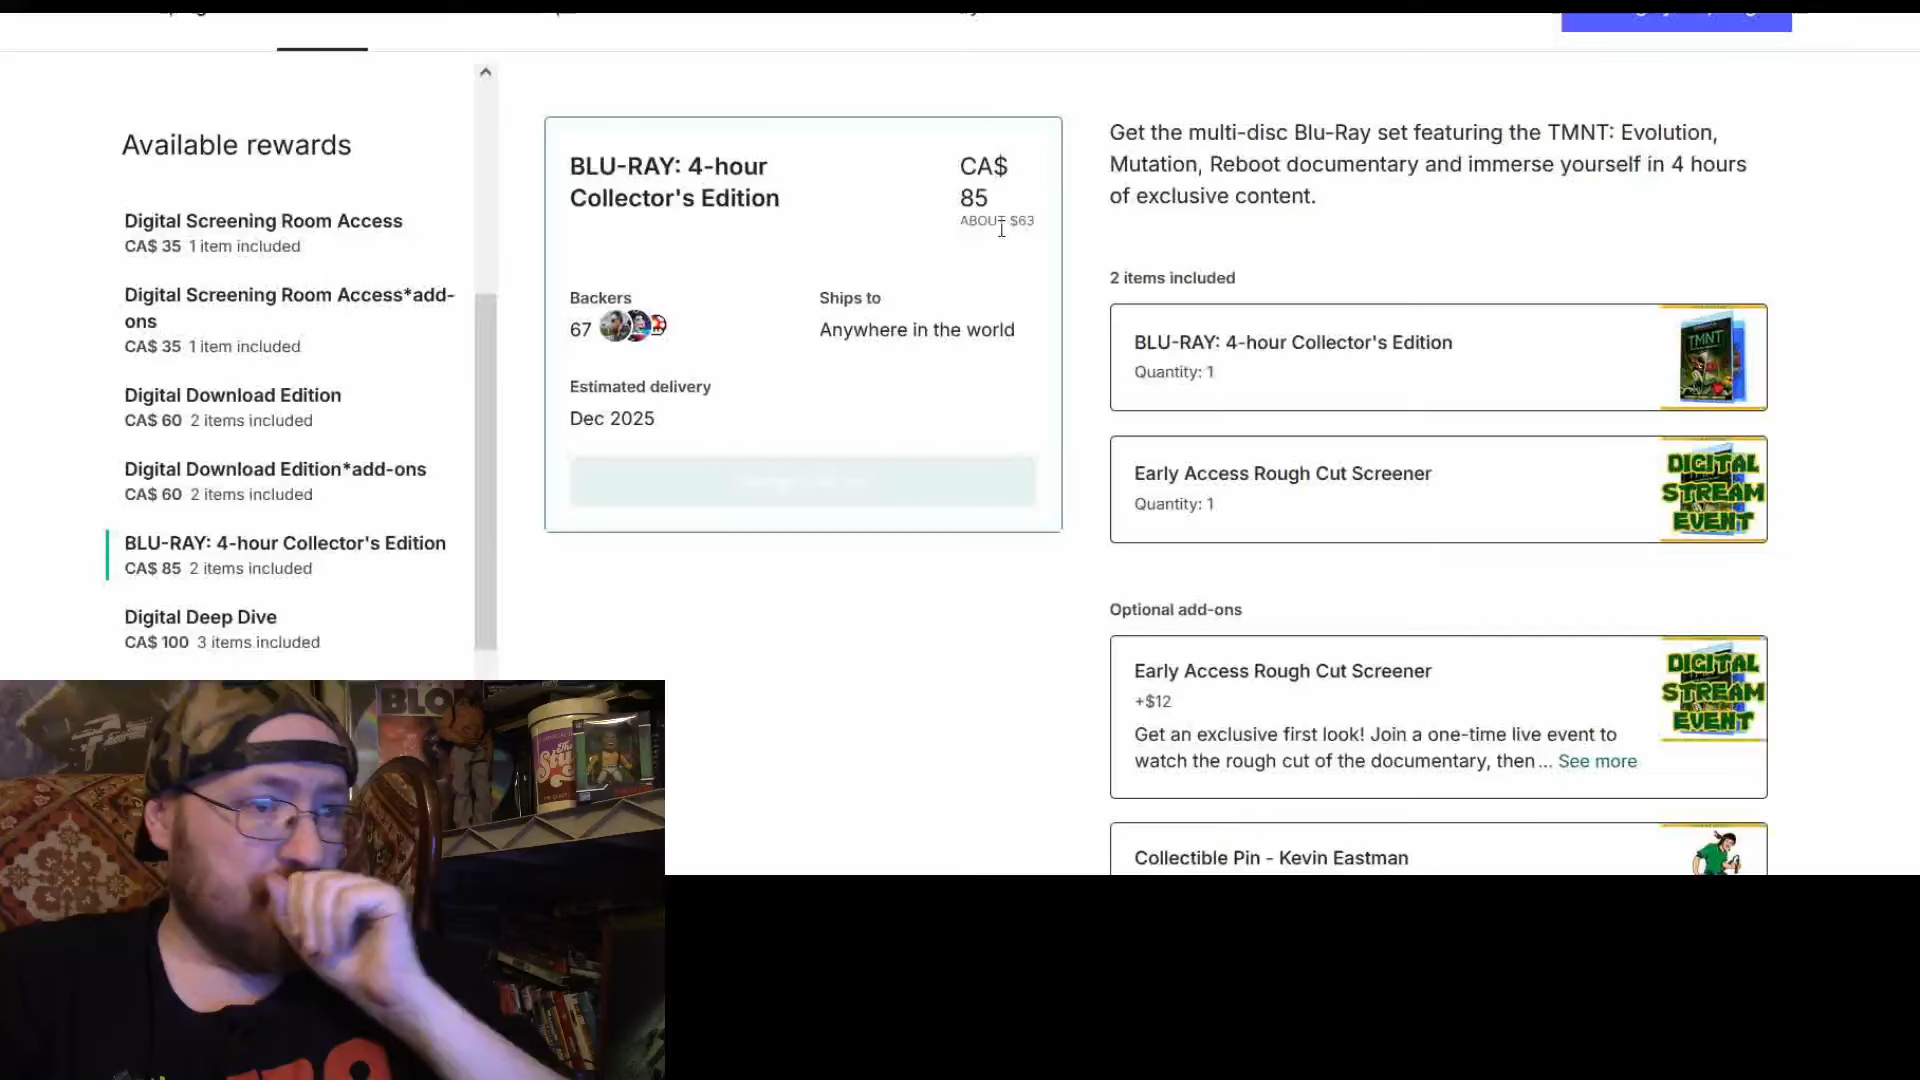 Available rewards
Digital Screening Room Access
CA$ 35 1 item included
Digital Screening Room Access*add-
ons
CA$ 35 1 item included
Digital Download Edition
CA$ 60 2 items included
Digital Download Edition*add-ons
CA$ 60 2 items included
BLU-RAY: 4-hour Collector's Edition
CA$ 85 2 items included
Digital Deep Dive
CA$ 100 3 items included
BLU-RAY: 4-hour
Collector's Edition
CA$
85
ABOUT $63
Backers
67
Ships to
Anywhere in the world
Estimated delivery
Dec 2025
Get the multi-disc Blu-Ray set featuring the TMNT: Evolution,
Mutation, Reboot documentary and immerse yourself in 4 hours
of exclusive content.
2 items included
BLU-RAY: 4-hour Collector's Edition
Quantity: 1
TMNT
Early Access Rough Cut Screener
Quantity: 1
DIGITAL
STREAM
EVENT
Optional add-ons
Early Access Rough Cut Screener
+$12
Get an exclusive first look! Join a one-time live event to
watch the rough cut of the documentary, then ... See more
DIGITAL
STREAM
EVENT
Collectible Pin - Kevin Eastman